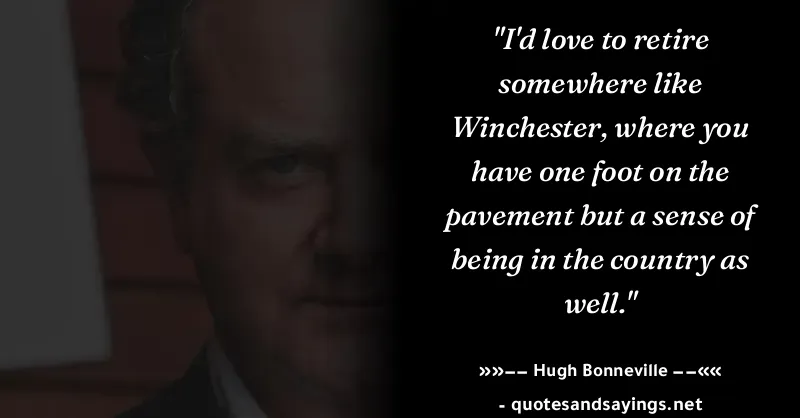 "I'd love to retire
somewhere like
Winchester, where you
have one foot on the
pavement but a sense of
being in the country as
well."
»»–– Hugh Bonneville ––««
- quotesandsayings.net